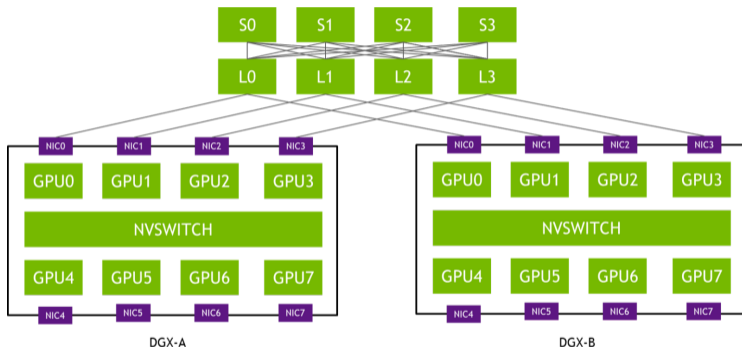 S0 S1 S2 S3
L0 L1 L2 L3
NIC0 NIC1 NIC2 NIC3 NIC0 NIC1 NIC2 NIC3
GPU0 GPU1 GPU2 GPU3 GPU0 GPU1 GPU2 GPU3
NVSWITCH NVSWITCH
GPU4 GPU5 GPU6 GPU7 GPU4 GPU5 GPU6 GPU7
NIC4 NIC5 NIC6 NIC7 NIC4 NIC5 NIC6 NIC7
DGX-A DGX-B